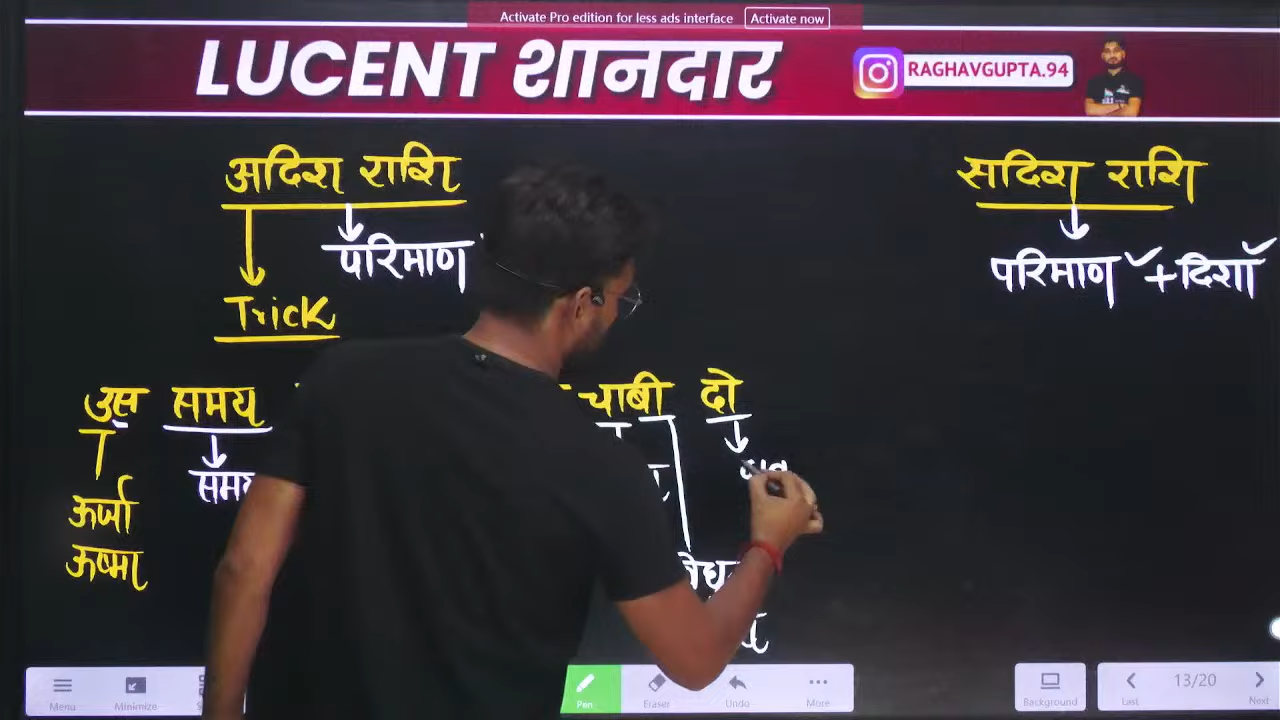 Activate Pro edition for less ads interface Activate now
LUCENT शानदार
RAGHAVGUPTA.94
अदिश राशि
सदिश राशि
परिमाण
परिमाण + दिशा
Trick
उस समय चाबी दो
ऊर्जा
ऊष्मा
Menu Minimize Pen Eraser Undo More Background Last 13/20 Next